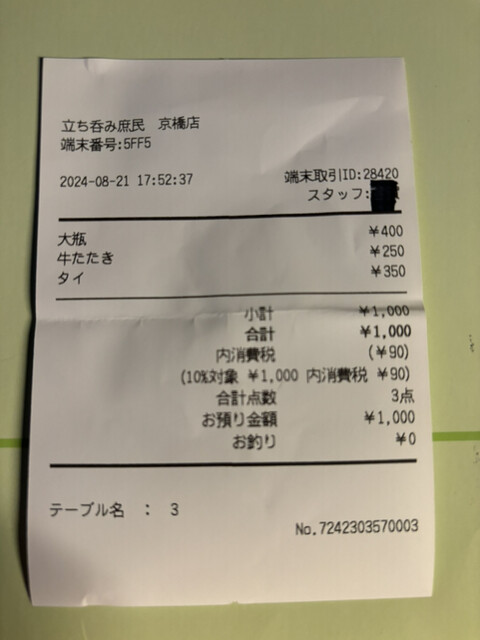 立ち呑み庶民 京橋店
端末番号:5FF5
2024-08-21 17:52:37 端末取引ID:28420
スタッフ:
大瓶 ¥400
牛たたき ¥250
タイ ¥350
小計 ¥1,000
合計 ¥1,000
内消費税 (¥90)
(10%対象 ¥1,000 内消費税 ¥90)
合計点数 3点
お預り金額 ¥1,000
お釣り ¥0
テーブル名 : 3
No.7242303570003